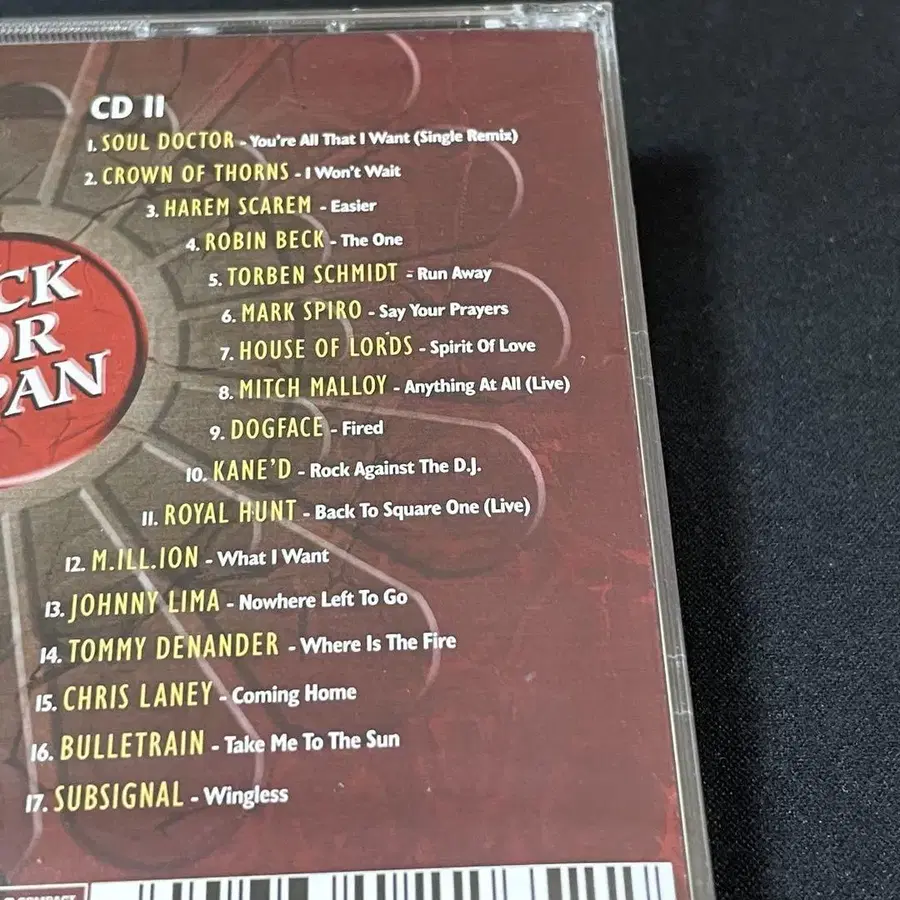 CD II
1. SOUL DOCTOR - You're All That I Want (Single Remix)
2. CROWN OF THORNS - I Won't Wait
3. HAREM SCAREM - Easier
4. ROBIN BECK - The One
5. TORBEN SCHMIDT - Run Away
6. MARK SPIRO - Say Your Prayers
7. HOUSE OF LORDS - Spirit Of Love
8. MITCH MALLOY - Anything At All (Live)
9. DOGFACE - Fired
10. KANE'D - Rock Against The D.J.
11. ROYAL HUNT - Back To Square One (Live)
12. M.ILL.ION - What I Want
13. JOHNNY LIMA - Nowhere Left To Go
14. TOMMY DENANDER - Where Is The Fire
15. CHRIS LANEY - Coming Home
16. BULLETRAIN - Take Me To The Sun
17. SUBSIGNAL - Wingless
CK
OR
PAN
COMPACT